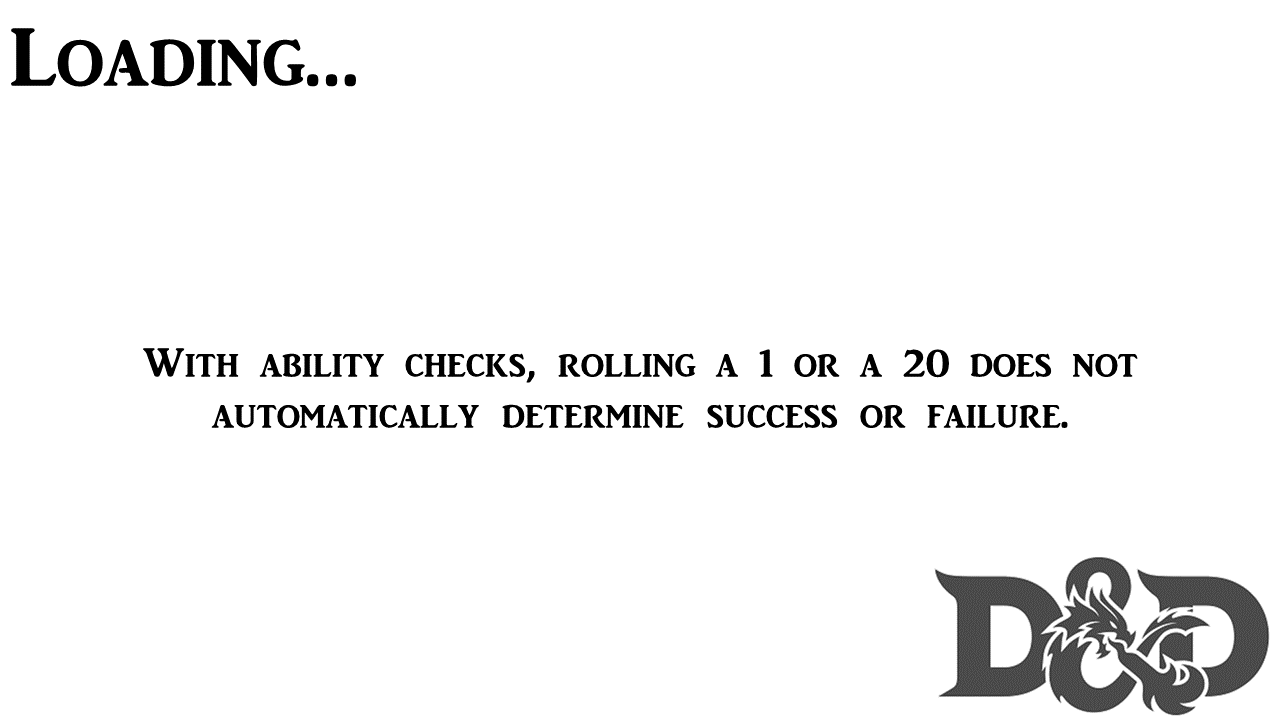 Loading...
With ability checks, rolling a 1 or a 20 does not
automatically determine success or failure.
D&D